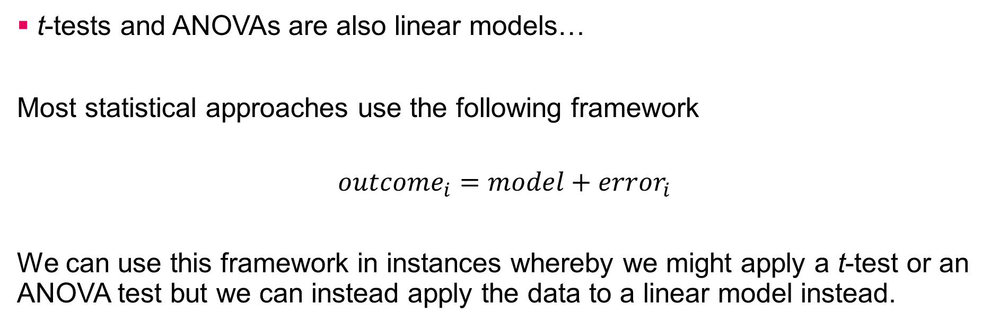 ▪ t-tests and ANOVAs are also linear models…
Most statistical approaches use the following framework
outcomeᵢ = model + errorᵢ
We can use this framework in instances whereby we might apply a t-test or an
ANOVA test but we can instead apply the data to a linear model instead.